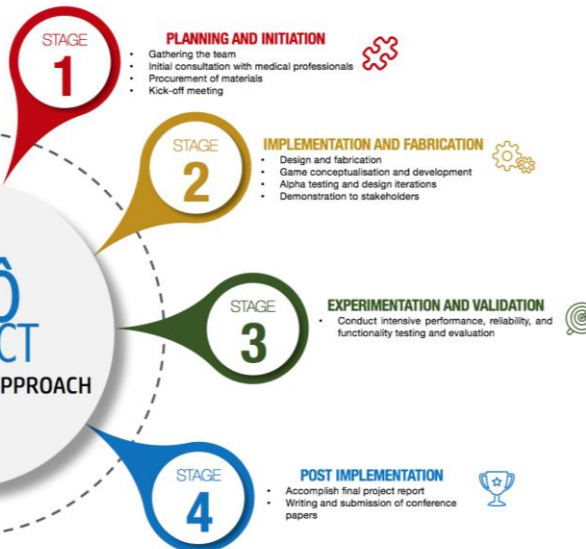 STAGE
1
PLANNING AND INITIATION
• Gathering the team
• Initial consultation with medical professionals
• Procurement of materials
• Kick-off meeting
STAGE
2
IMPLEMENTATION AND FABRICATION
• Design and fabrication
• Game conceptualisation and development
• Alpha testing and design iterations
• Demonstration to stakeholders
STAGE
3
EXPERIMENTATION AND VALIDATION
• Conduct intensive performance, reliability, and
functionality testing and evaluation
STAGE
4
POST IMPLEMENTATION
• Accomplish final project report
• Writing and submission of conference
papers